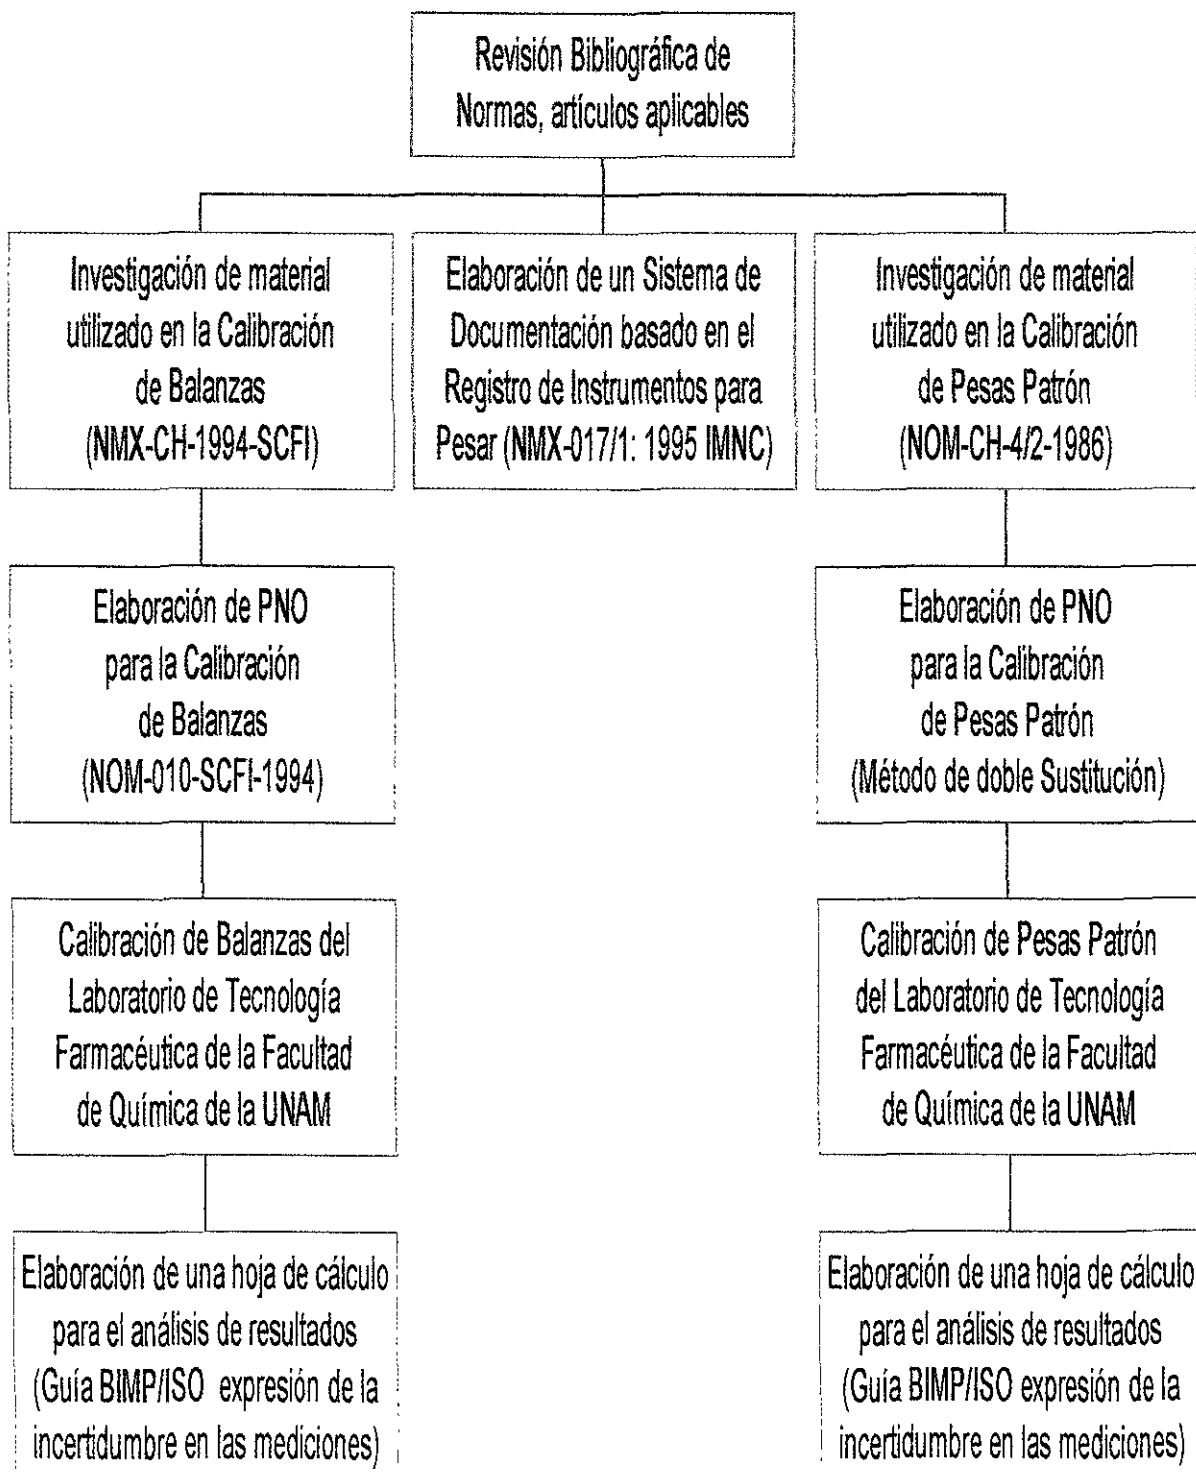 Revisión Bibliográfica de
Normas, artículos aplicables
Investigación de material
utilizado en la Calibración
de Balanzas
(NMX-CH-1994-SCFI)
Elaboración de un Sistema de
Documentación basado en el
Registro de Instrumentos para
Pesar (NMX-017/1: 1995 IMNC)
Investigación de material
utilizado en la Calibración
de Pesas Patrón
(NOM-CH-4/2-1986)
Elaboración de PNO
para la Calibración
de Balanzas
(NOM-010-SCFI-1994)
Elaboración de PNO
para la Calibración
de Pesas Patrón
(Método de doble Sustitución)
Calibración de Balanzas del
Laboratorio de Tecnología
Farmacéutica de la Facultad
de Química de la UNAM
Calibración de Pesas Patrón
del Laboratorio de Tecnología
Farmacéutica de la Facultad
de Química de la UNAM
Elaboración de una hoja de cálculo
para el análisis de resultados
(Guía BIMP/ISO expresión de la
incertidumbre en las mediciones)
Elaboración de una hoja de cálculo
para el análisis de resultados
(Guía BIMP/ISO expresión de la
incertidumbre en las mediciones)